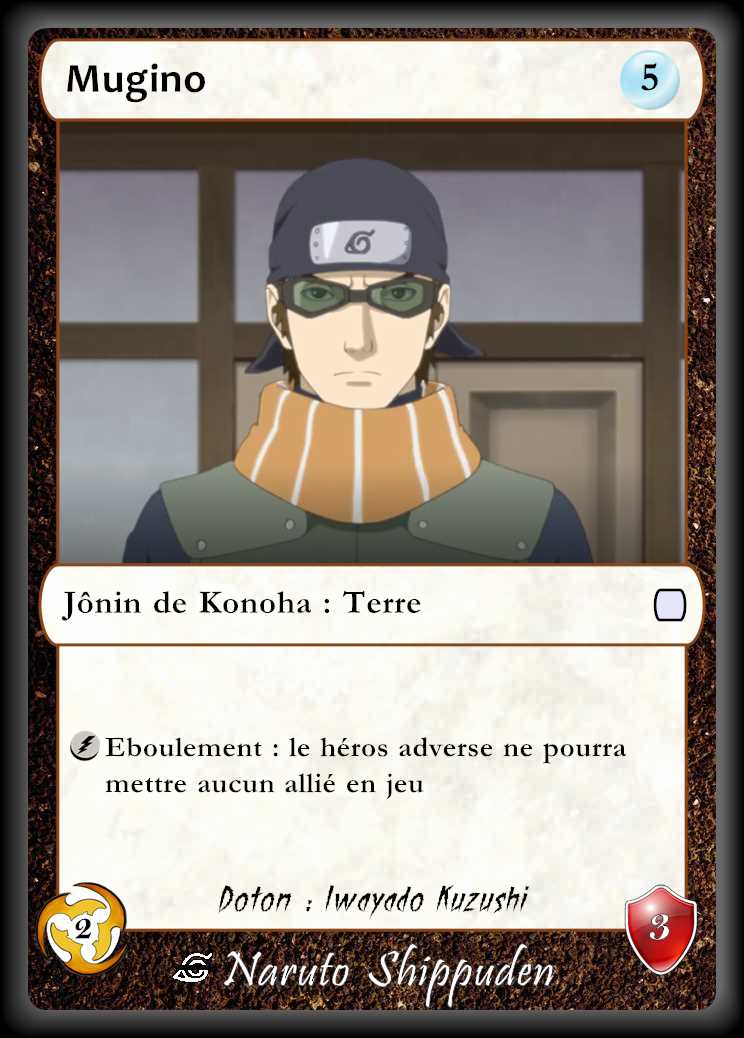 Mugino
5
Jônin de Konoha : Terre
Eboulement : le héros adverse ne pourra
mettre aucun allié en jeu
Doton : Iwayado Kuzushi
2
3
Naruto Shippuden